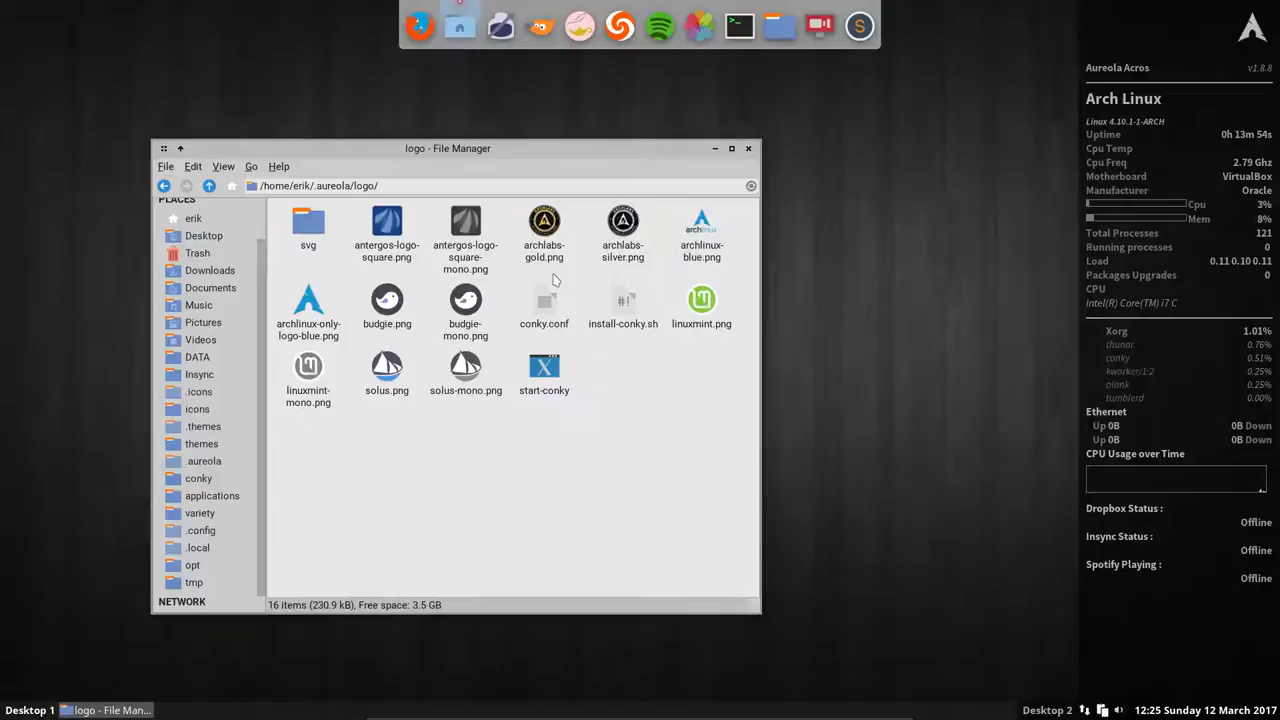 logo - File Manager
File Edit View Go Help
/home/erik/.aureola/logo/
PLACES
erik
Desktop
Trash
Downloads
Documents
Music
Pictures
Videos
DATA
Insync
.icons
icons
.themes
themes
.aureola
conky
applications
variety
.config
.local
opt
tmp
NETWORK
svg
antergos-logo-
square.png
antergos-logo-
square-
mono.png
archlabs-
gold.png
archlabs-
silver.png
archlinux
archlinux-
blue.png
archlinux-only-
logo-blue.png
budgie.png
budgie-
mono.png
conky.conf
#!
install-conky.sh
linuxmint.png
linuxmint-
mono.png
solus.png
solus-mono.png
X
start-conky
16 items (230.9 kB), Free space: 3.5 GB
Aureola Acros v1.8.8
Arch Linux
Linux 4.10.1-1-ARCH
Uptime 0h 13m 54s
Cpu Temp
Cpu Freq 2.79 Ghz
Motherboard VirtualBox
Manufacturer Oracle
Cpu 3%
Mem 8%
Total Processes 121
Running processes 0
Load 0.11 0.10 0.11
Packages Upgrades 0
CPU
Intel(R) Core(TM) i7 C
Xorg 1.01%
thunar 0.76%
conky 0.51%
kworker/1:2 0.25%
plank 0.25%
tumblerd 0.00%
Ethernet
Up 0B 0B Down
Up 0B 0B Down
CPU Usage over Time
Dropbox Status :
Offline
Insync Status :
Offline
Spotify Playing :
Offline
Desktop 1 logo - File Man... Desktop 2 12:25 Sunday 12 March 2017